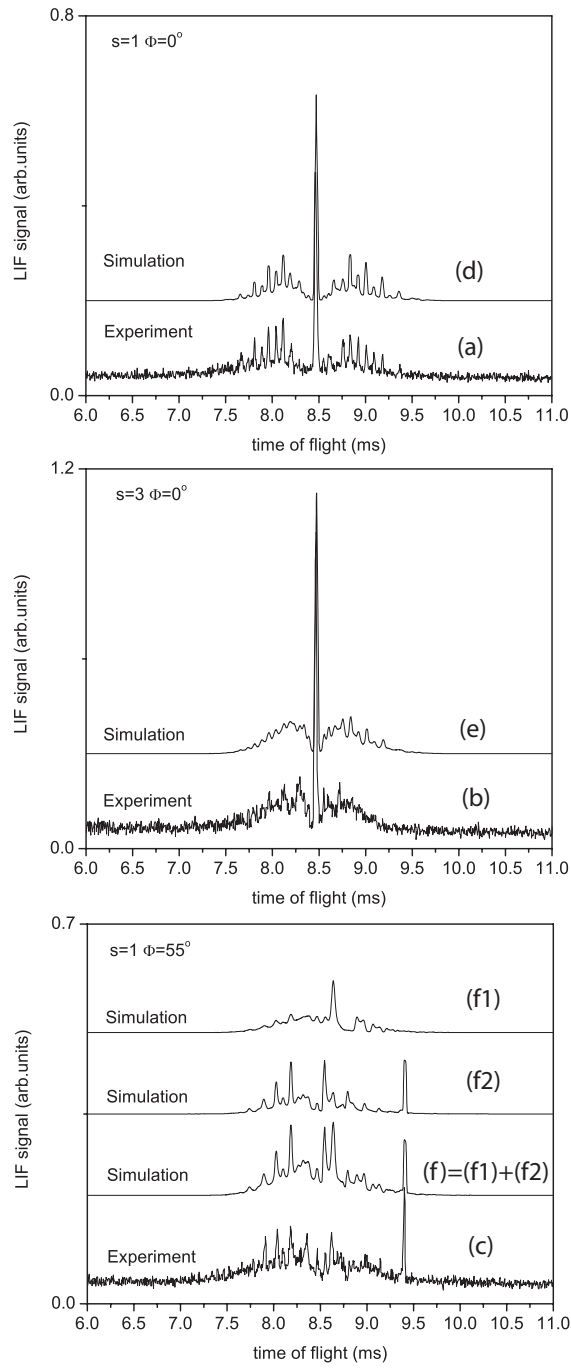 0.8
s=1 Φ=0°
LIF signal (arb.units)
Simulation
(d)
Experiment
(a)
0.0
6.0 6.5 7.0 7.5 8.0 8.5 9.0 9.5 10.0 10.5 11.0
time of flight (ms)
1.2
s=3 Φ=0°
LIF signal (arb.units)
Simulation
(e)
Experiment
(b)
0.0
6.0 6.5 7.0 7.5 8.0 8.5 9.0 9.5 10.0 10.5 11.0
time of flight (ms)
0.7
s=1 Φ=55°
LIF signal (arb.units)
Simulation
(f1)
Simulation
(f2)
Simulation
(f)=(f1)+(f2)
Experiment
(c)
0.0
6.0 6.5 7.0 7.5 8.0 8.5 9.0 9.5 10.0 10.5 11.0
time of flight (ms)